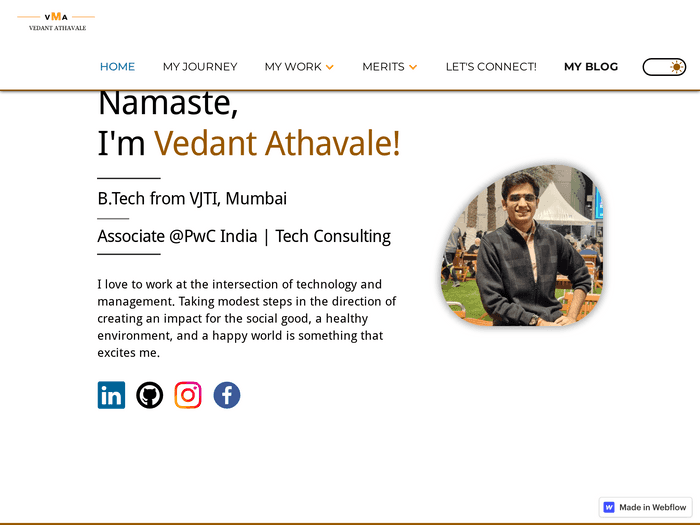 VMA
VEDANT ATHAVALE
HOME MY JOURNEY MY WORK MERITS LET'S CONNECT! MY BLOG
Namaste,
I'm Vedant Athavale!
B.Tech from VJTI, Mumbai
Associate @PwC India | Tech Consulting
I love to work at the intersection of technology and
management. Taking modest steps in the direction of
creating an impact for the social good, a healthy
environment, and a happy world is something that
excites me.
in
f
Made in Webflow